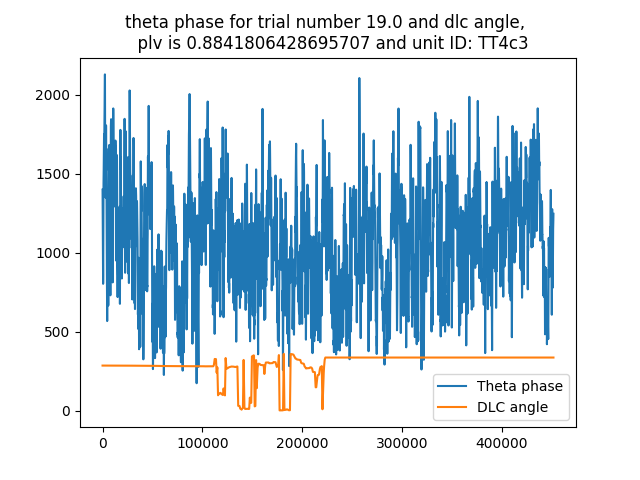 theta phase for trial number 19.0 and dlc angle,
plv is 0.8841806428695707 and unit ID: TT4c3
2000
1500
1000
500
0
0
100000
200000
300000
400000
Theta phase
DLC angle